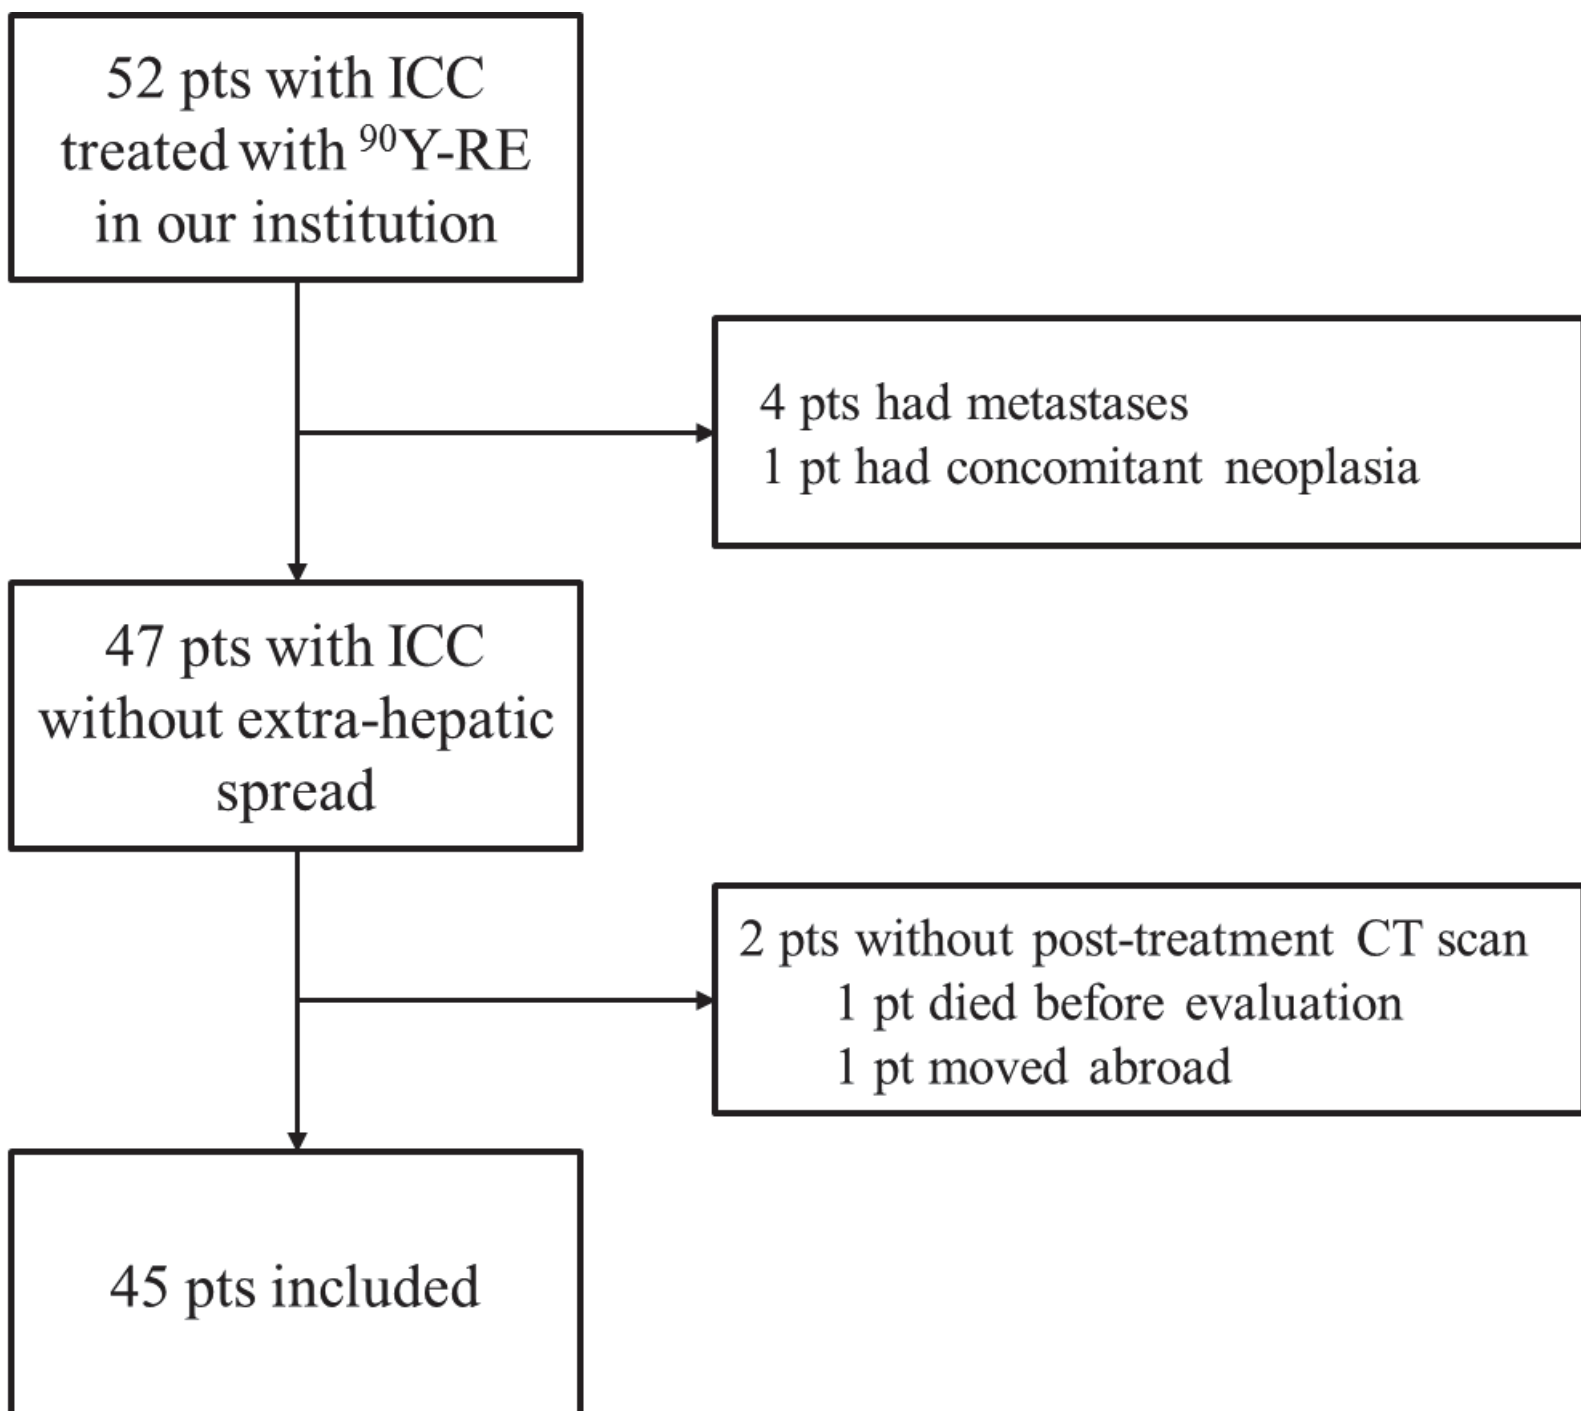 52 pts with ICC
treated with ⁹⁰Y-RE
in our institution
4 pts had metastases
1 pt had concomitant neoplasia
47 pts with ICC
without extra-hepatic
spread
2 pts without post-treatment CT scan
1 pt died before evaluation
1 pt moved abroad
45 pts included